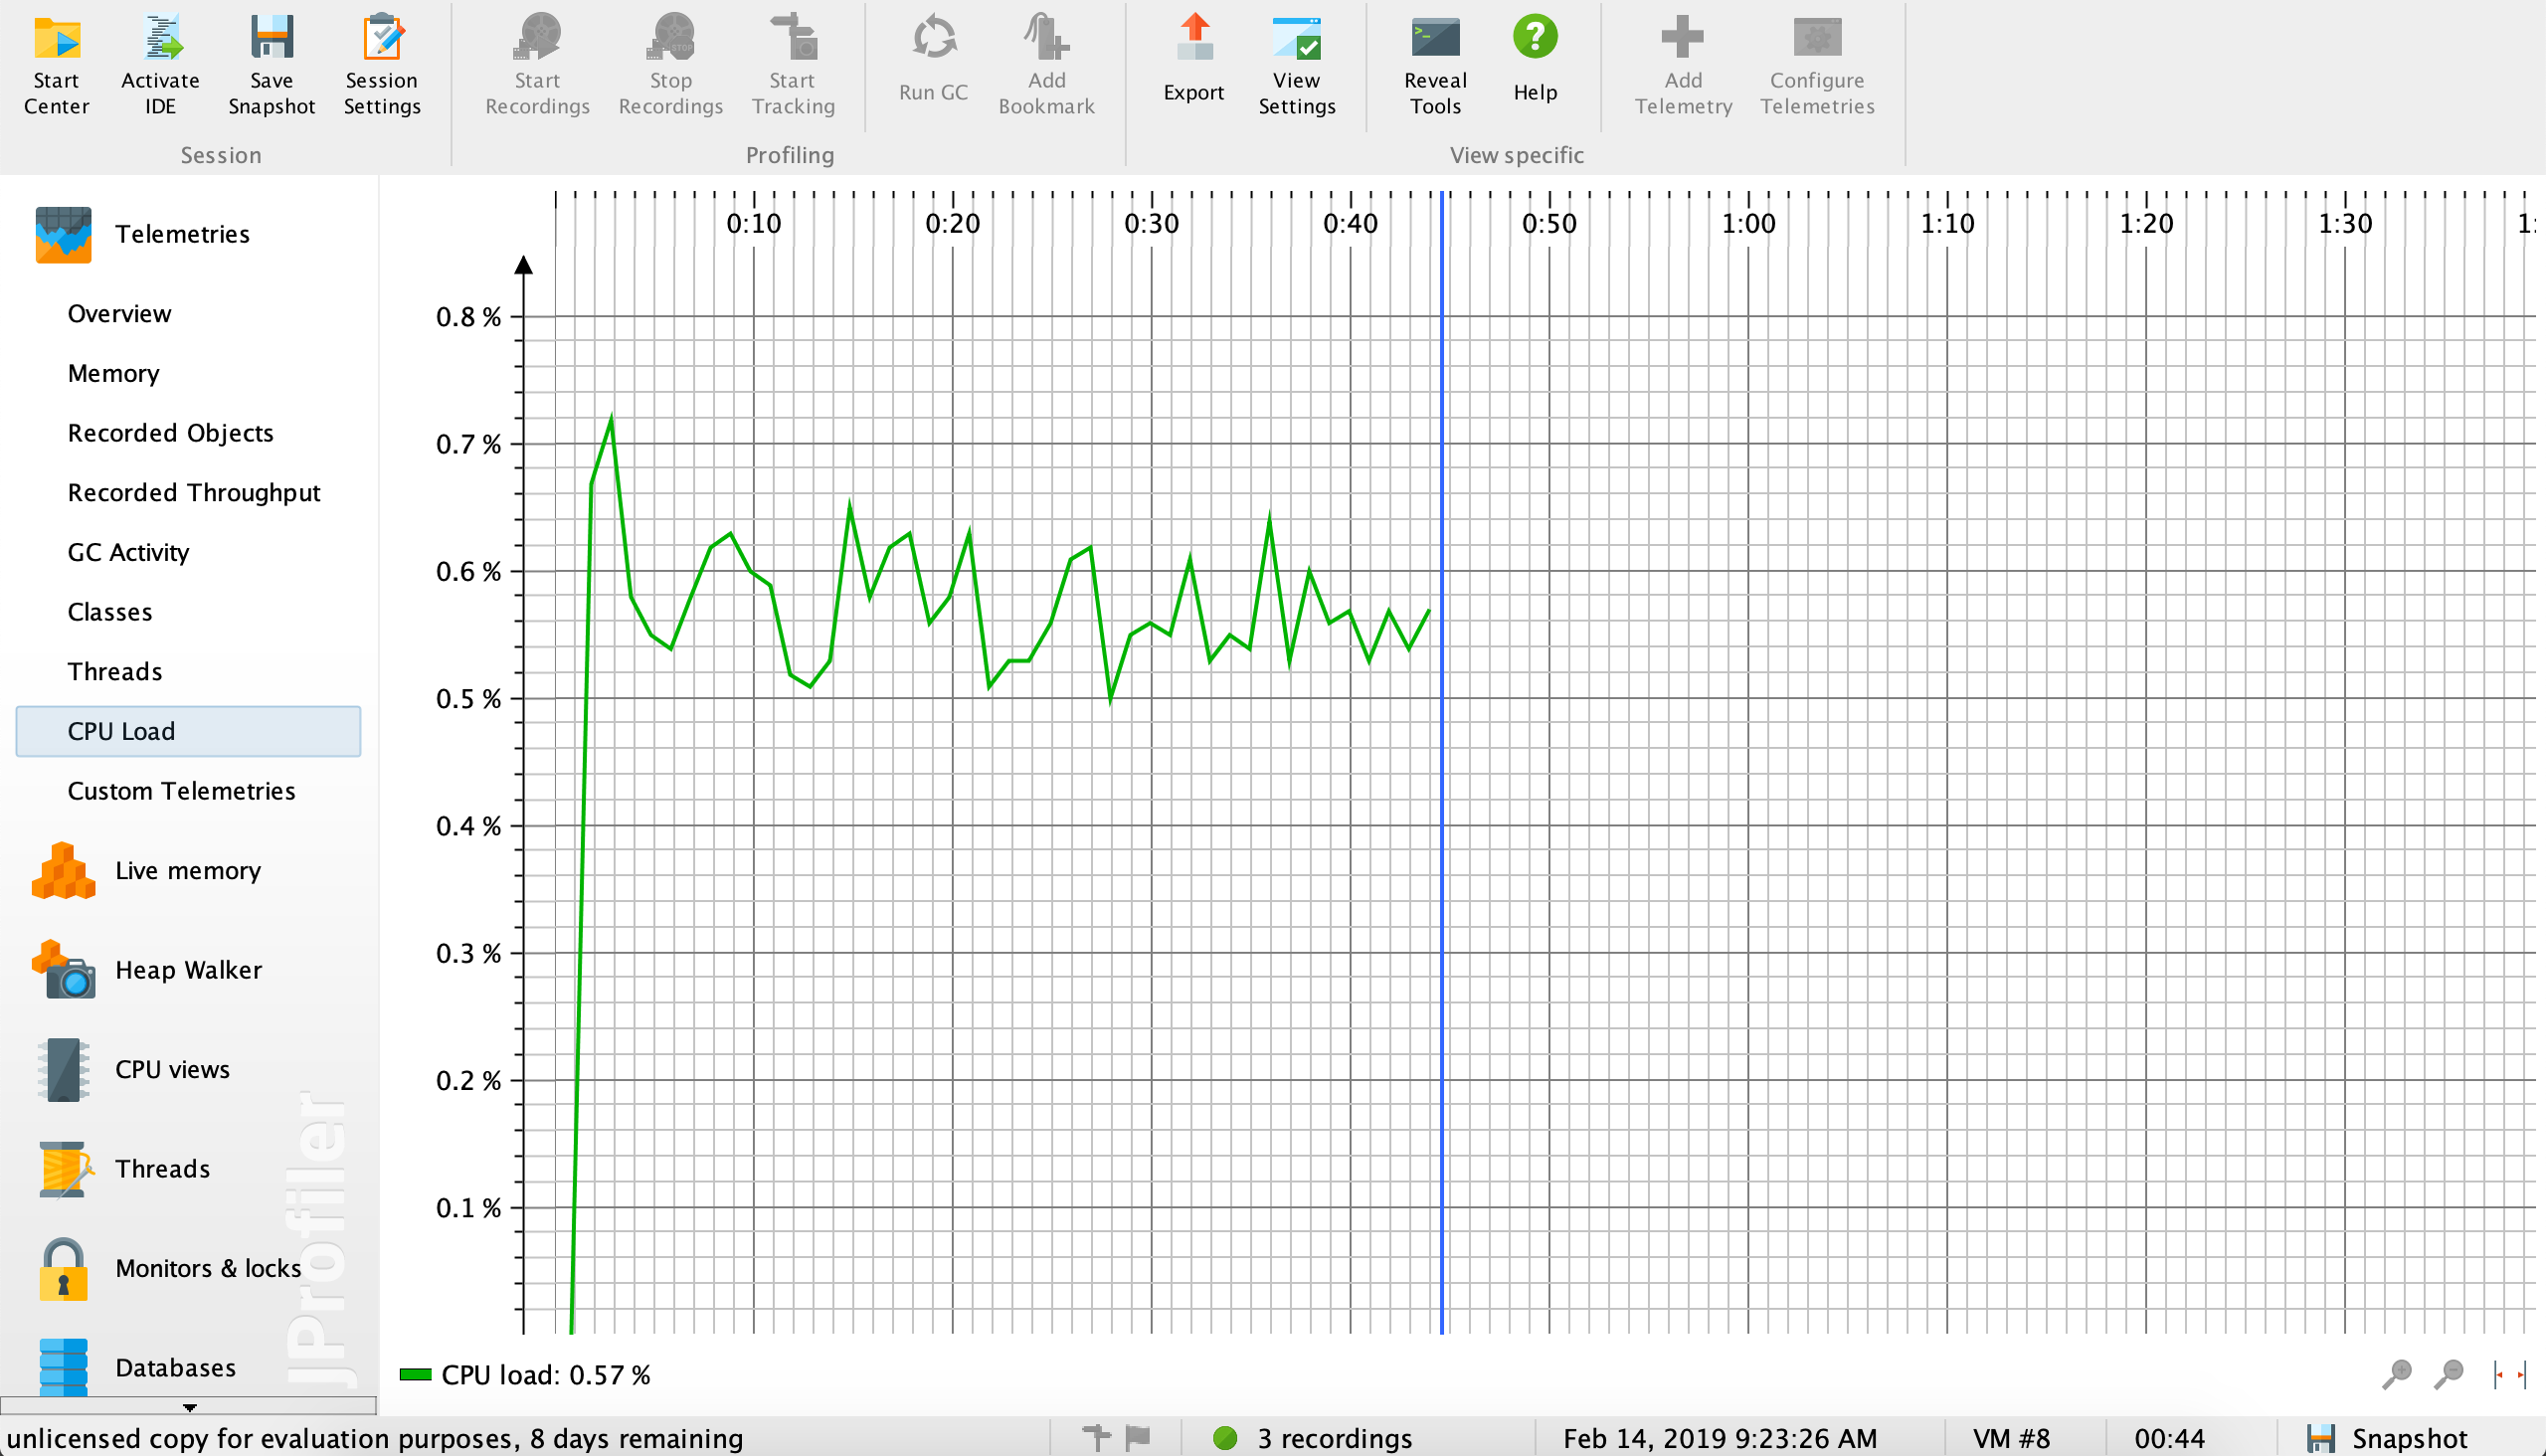 Start Center
Activate IDE
Save Snapshot
Session Settings
Start Recordings
Stop Recordings
Start Tracking
Run GC
Add Bookmark
Export
View Settings
Reveal Tools
Help
Add Telemetry
Configure Telemetries
Session
Profiling
View specific
Telemetries
Overview
Memory
Recorded Objects
Recorded Throughput
GC Activity
Classes
Threads
CPU Load
Custom Telemetries
Live memory
Heap Walker
CPU views
Threads
Monitors & locks
Databases
JProfiler
0:10 0:20 0:30 0:40 0:50 1:00 1:10 1:20 1:30 1:
0.8 %
0.7 %
0.6 %
0.5 %
0.4 %
0.3 %
0.2 %
0.1 %
CPU load: 0.57 %
unlicensed copy for evaluation purposes, 8 days remaining
3 recordings
Feb 14, 2019 9:23:26 AM
VM #8
00:44
Snapshot